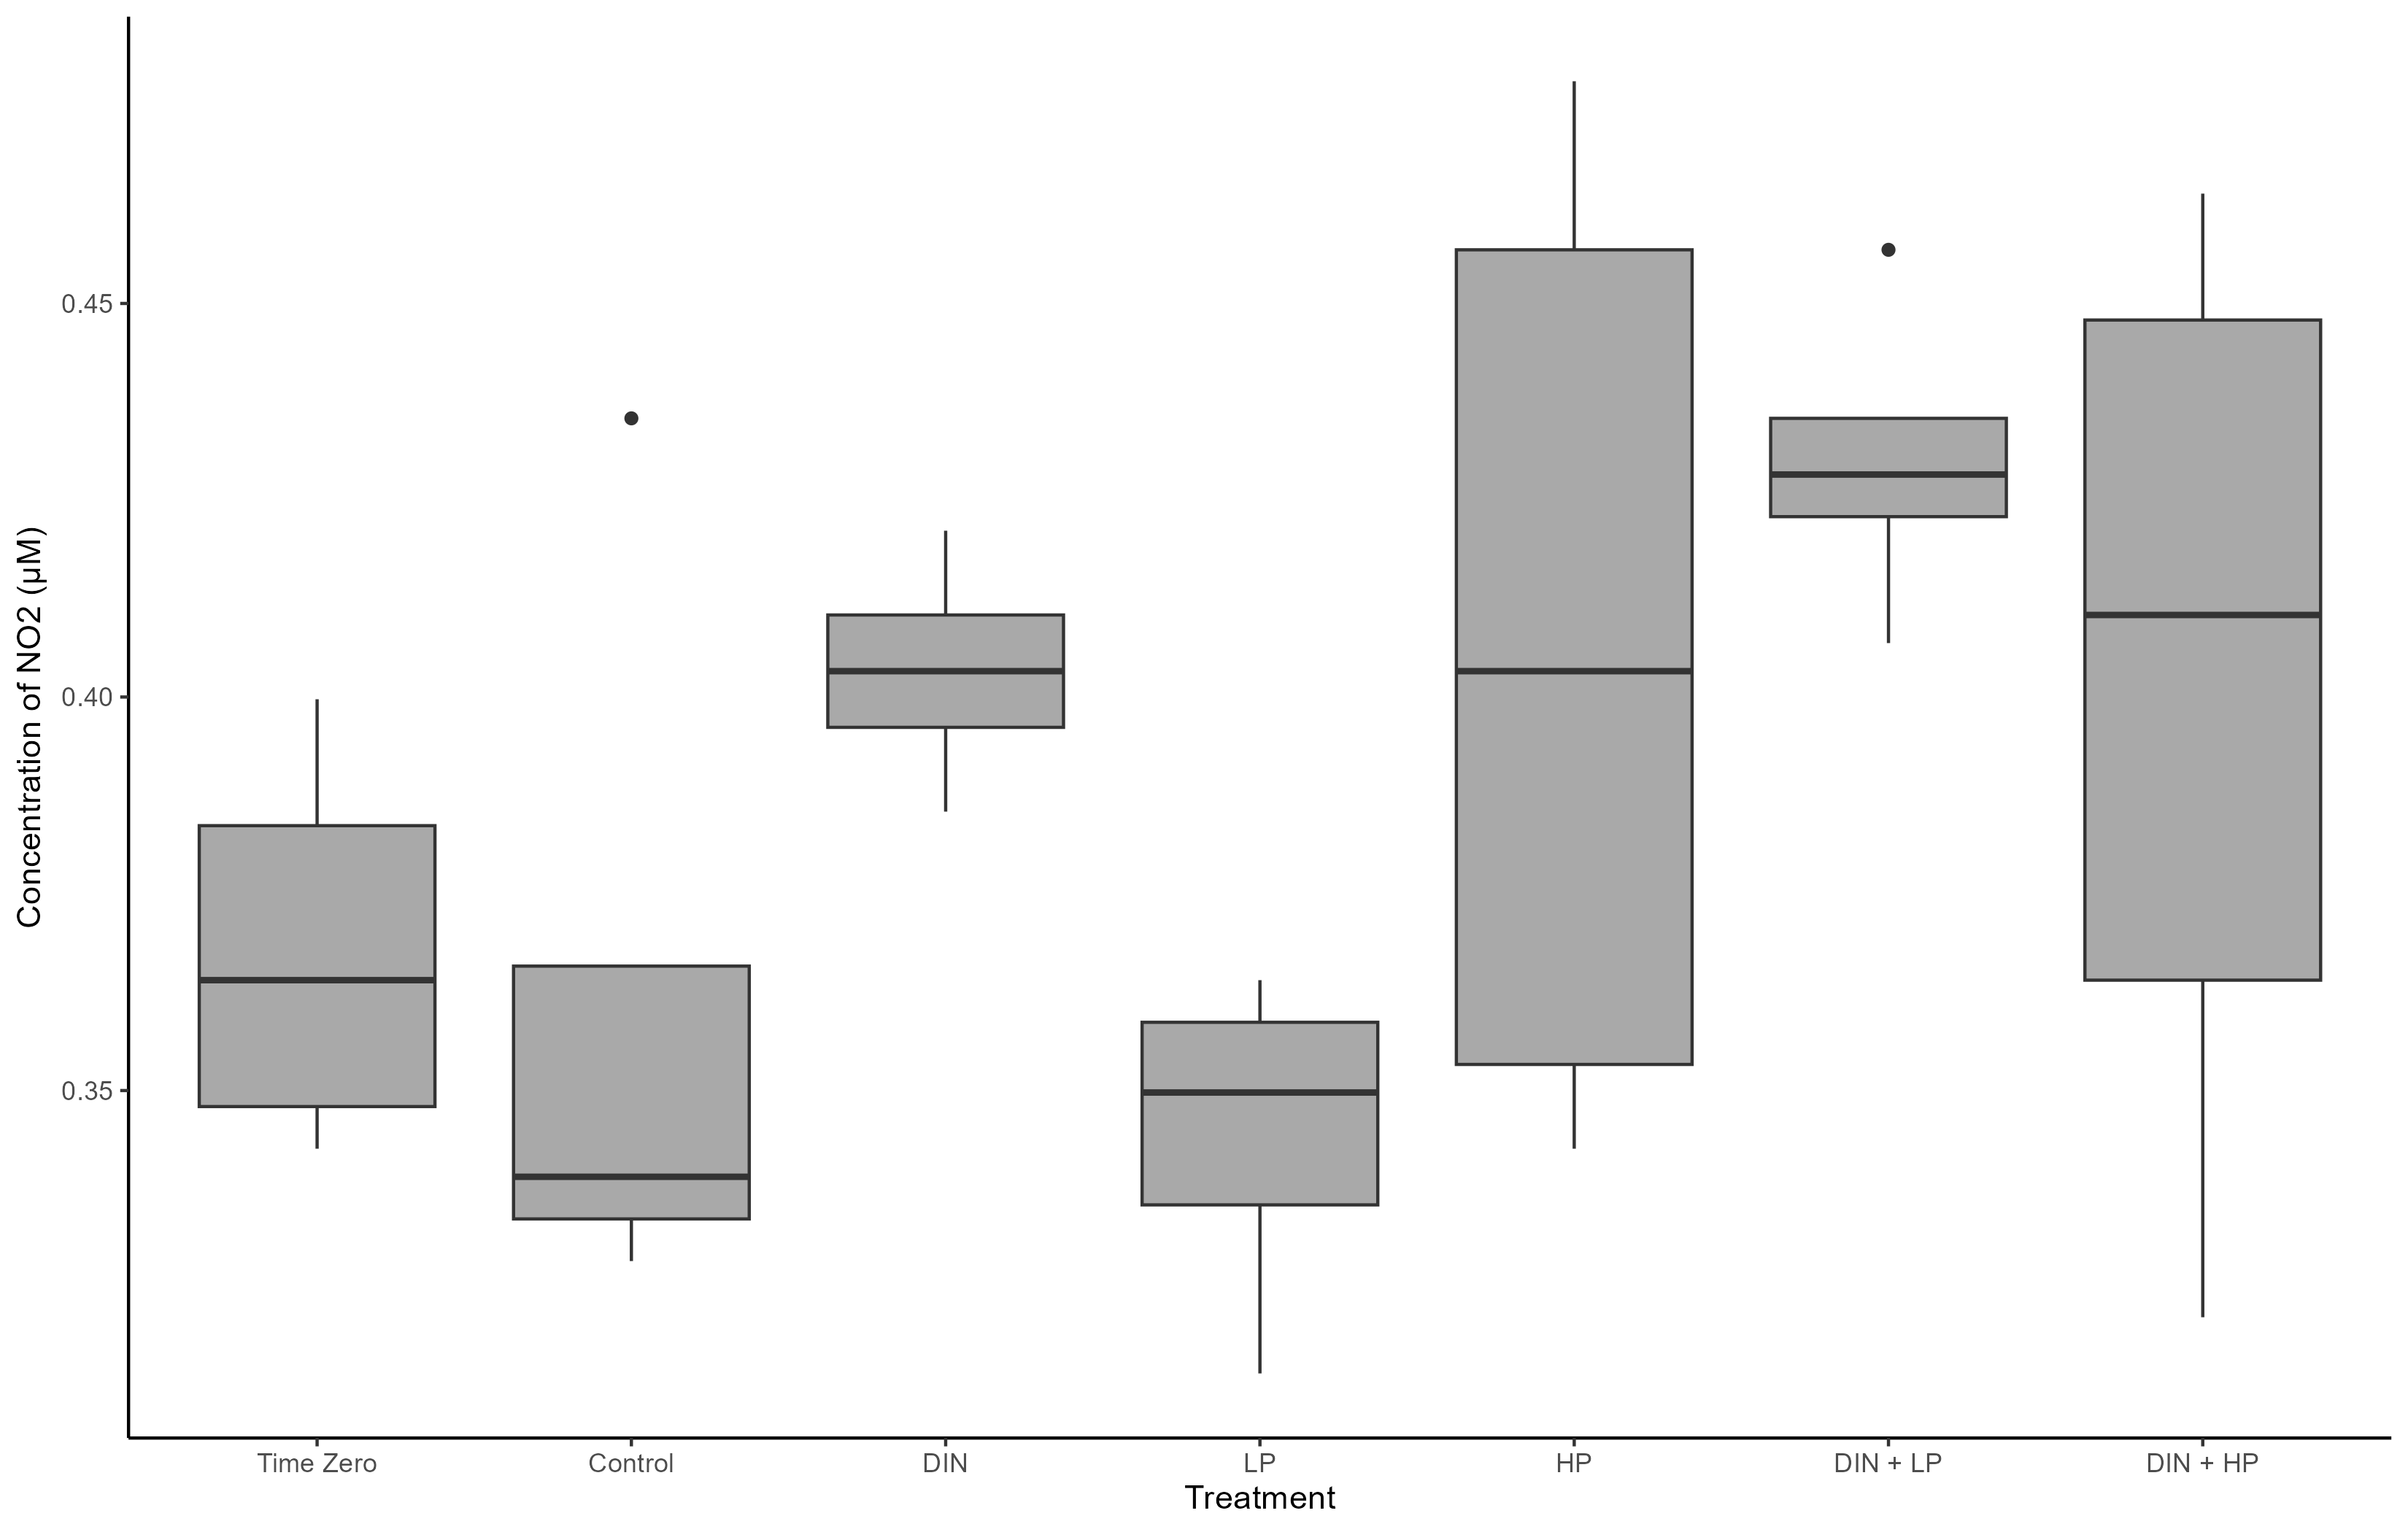 Concentration of NO2 (µM)
0.45
0.40
0.35
Time Zero Control DIN LP HP DIN + LP DIN + HP
Treatment